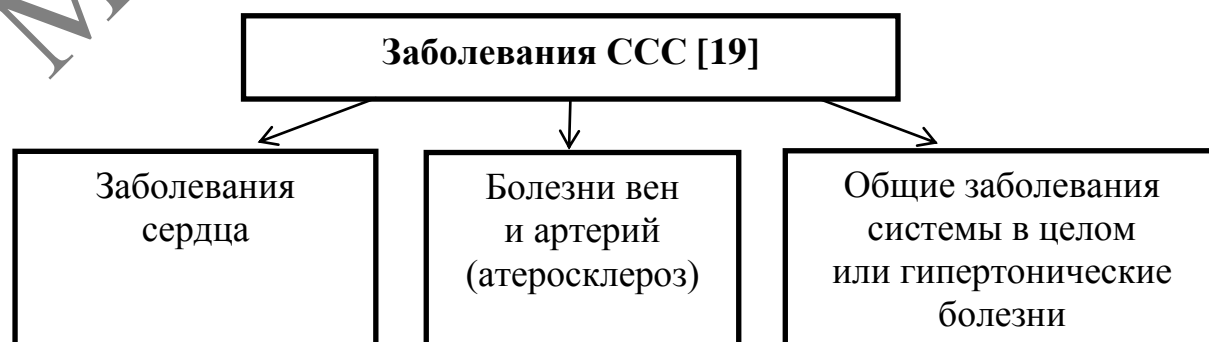 Заболевания ССС [19]
Заболевания
сердца
Болезни вен
и артерий
(атеросклероз)
Общие заболевания
системы в целом
или гипертонические
болезни